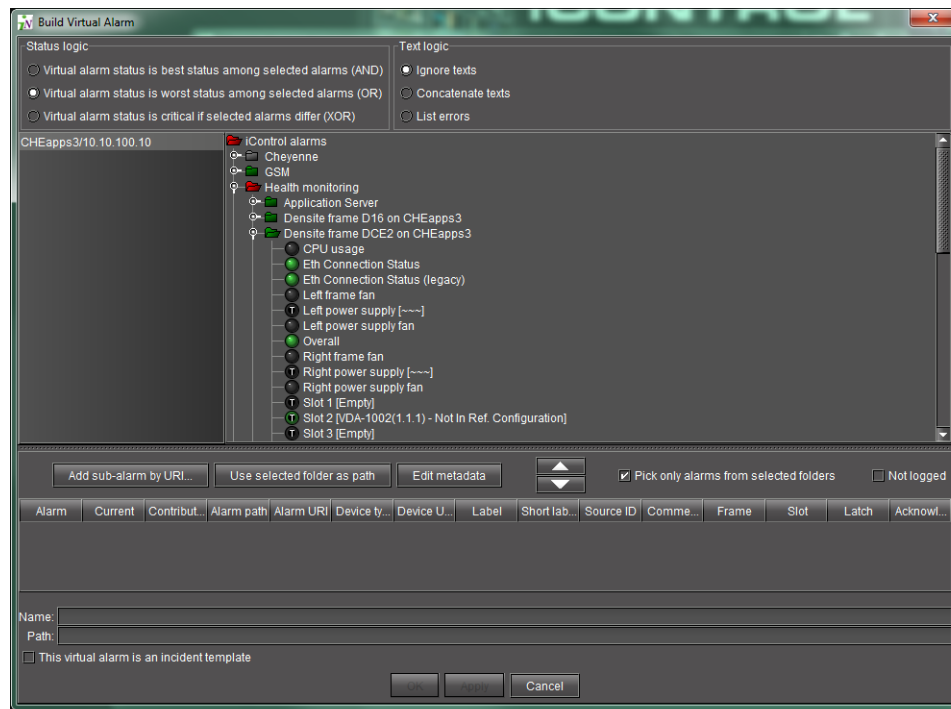 iCONTROL
Build Virtual Alarm
Status logic
Virtual alarm status is best status among selected alarms (AND)
Virtual alarm status is worst status among selected alarms (OR)
Virtual alarm status is critical if selected alarms differ (XOR)
Text logic
Ignore texts
Concatenate texts
List errors
CHEapps3/10.10.100.10
iControl alarms
Cheyenne
GSM
Health monitoring
Application Server
Densite frame D16 on CHEapps3
Densite frame DCE2 on CHEapps3
CPU usage
Eth Connection Status
Eth Connection Status (legacy)
Left frame fan
T Left power supply [~~~]
Left power supply fan
Overall
Right frame fan
T Right power supply [~~~]
Right power supply fan
T Slot 1 [Empty]
T Slot 2 [VDA-1002(1.1.1) - Not In Ref. Configuration]
T Slot 3 [Empty]
Add sub-alarm by URI... Use selected folder as path Edit metadata Pick only alarms from selected folders Not logged
Alarm Current Contribut... Alarm path Alarm URI Device ty... Device U... Label Short lab... Source ID Comme... Frame Slot Latch Acknowl...
Name:
Path:
This virtual alarm is an incident template
OK Apply Cancel